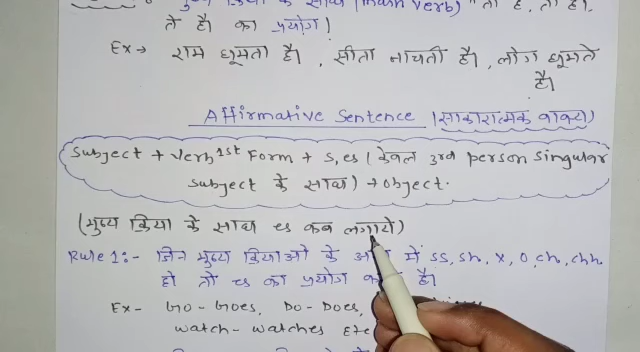 मुख्य क्रिया के साथ (main verb) "ता है, ती है,
ते है। का प्रयोग।
Ex→ राम घूमता है। सीता नाचती है। लोग घूमते
है।
Affirmative Sentence (साकारात्मक वाक्य)
Subject + Verb 1st Form + s, es (केवल 3rd person singular
subject के साथ) + object.
(मुख्य क्रिया के साथ es कब लगाये)
Rule 1:- जिन मुख्य क्रियाओ के में ss, sh, x, o, ch, chh
हो तो es का प्रयोग है।
Ex- Go - Goes, Do - Does,
watch - watches Etc